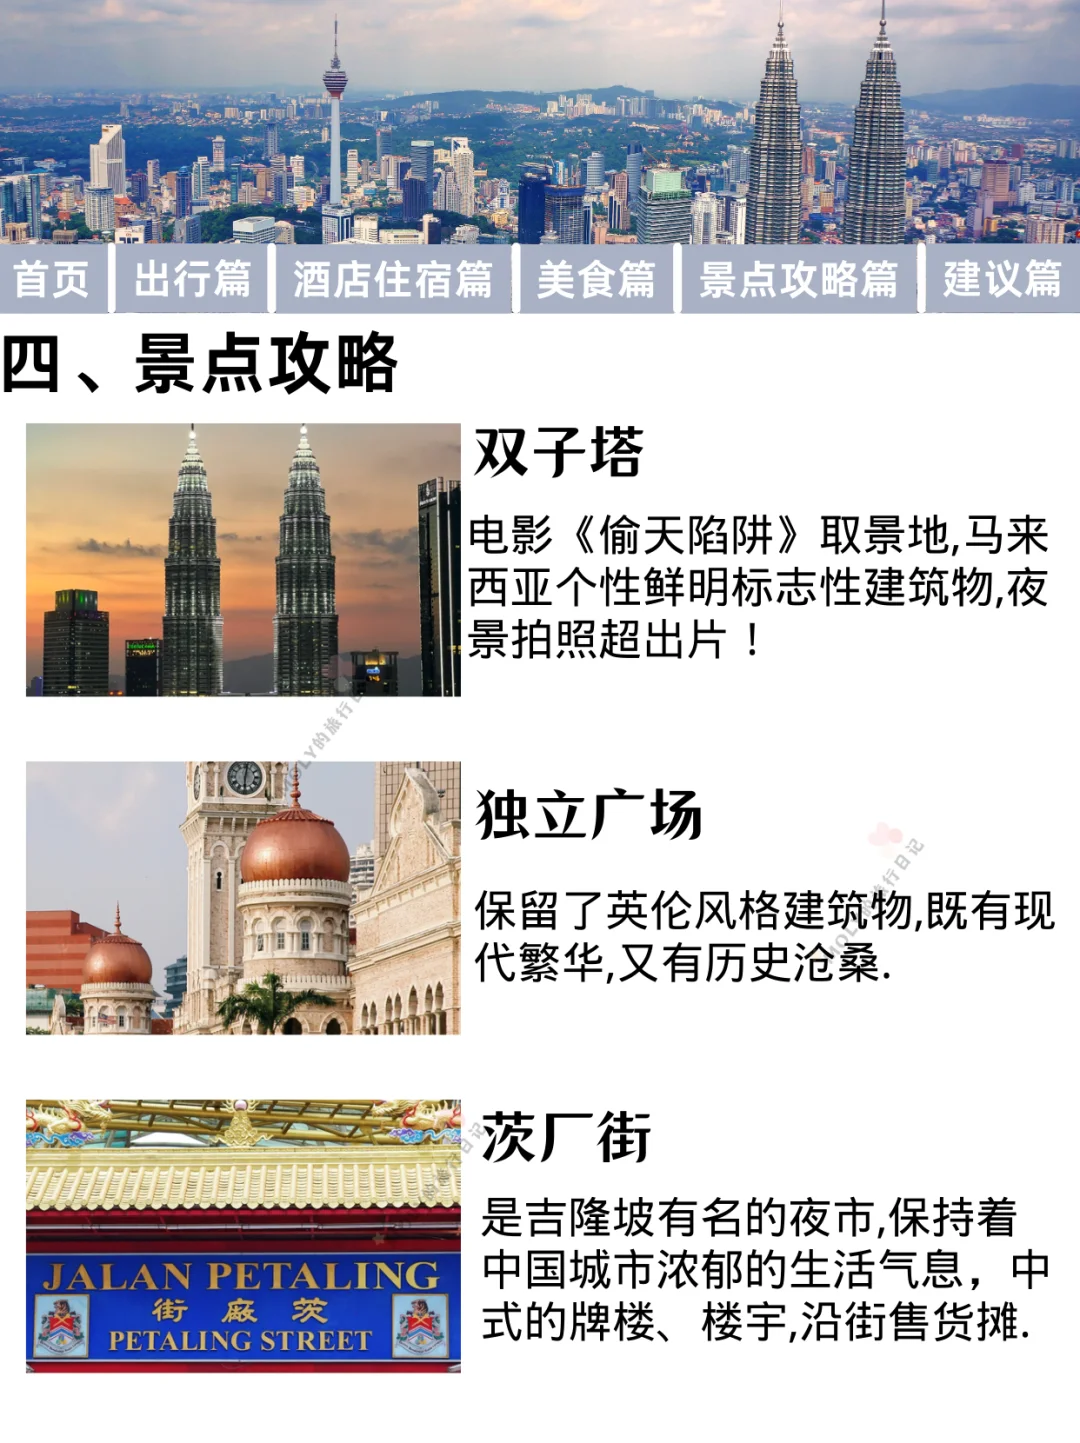 首页 出行篇 酒店住宿篇 美食篇 景点攻略篇 建议篇
四、景点攻略
双子塔
电影《偷天陷阱》取景地,马来
西亚个性鲜明标志性建筑物,夜
景拍照超出片！
独立广场
保留了英伦风格建筑物,既有现
代繁华,又有历史沧桑.
茨厂街
是吉隆坡有名的夜市,保持着
中国城市浓郁的生活气息，中
式的牌楼、楼宇,沿街售货摊.
JALAN PETALING
街廠茨
PETALING STREET